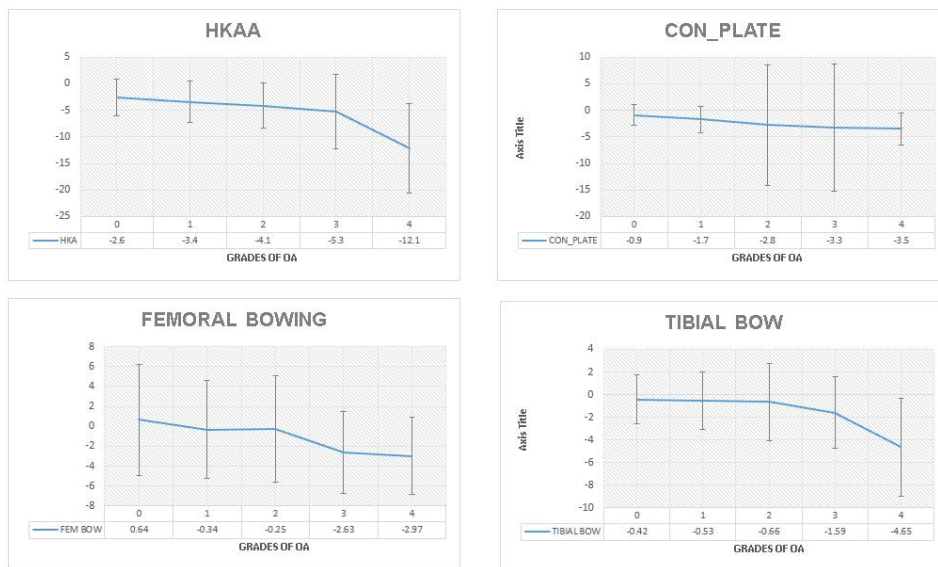 HKAA
5
0
-5
-10
-15
-20
-25
0 1 2 3 4
HKA -2.6 -3.4 -4.1 -5.3 -12.1
GRADES OF OA
CON_PLATE
Axis Title
10
5
0
-5
-10
-15
-20
0 1 2 3 4
CON_PLATE -0.9 -1.7 -2.8 -3.3 -3.5
GRADES OF OA
FEMORAL BOWING
8
6
4
2
0
-2
-4
-6
-8
0 1 2 3 4
FEM BOW 0.64 -0.34 -0.25 -2.63 -2.97
GRADES OF OA
TIBIAL BOW
Axis Title
4
2
0
-2
-4
-6
-8
-10
0 1 2 3 4
TIBIAL BOW -0.42 -0.53 -0.66 -1.59 -4.65
GRADES OF OA